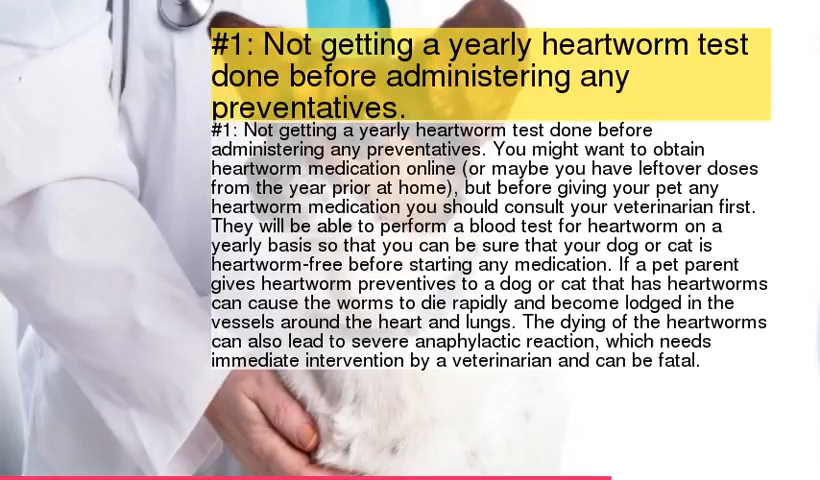 #1: Not getting a yearly heartworm test
done before administering any
preventatives.
#1: Not getting a yearly heartworm test done before
administering any preventatives. You might want to obtain
heartworm medication online (or maybe you have leftover doses
from the year prior at home), but before giving your pet any
heartworm medication you should consult your veterinarian first.
They will be able to perform a blood test for heartworm on a
yearly basis so that you can be sure that your dog or cat is
heartworm-free before starting any medication. If a pet parent
gives heartworm preventives to a dog or cat that has heartworms
can cause the worms to die rapidly and become lodged in the
vessels around the heart and lungs. The dying of the heartworms
can also lead to severe anaphylactic reaction, which needs
immediate intervention by a veterinarian and can be fatal.